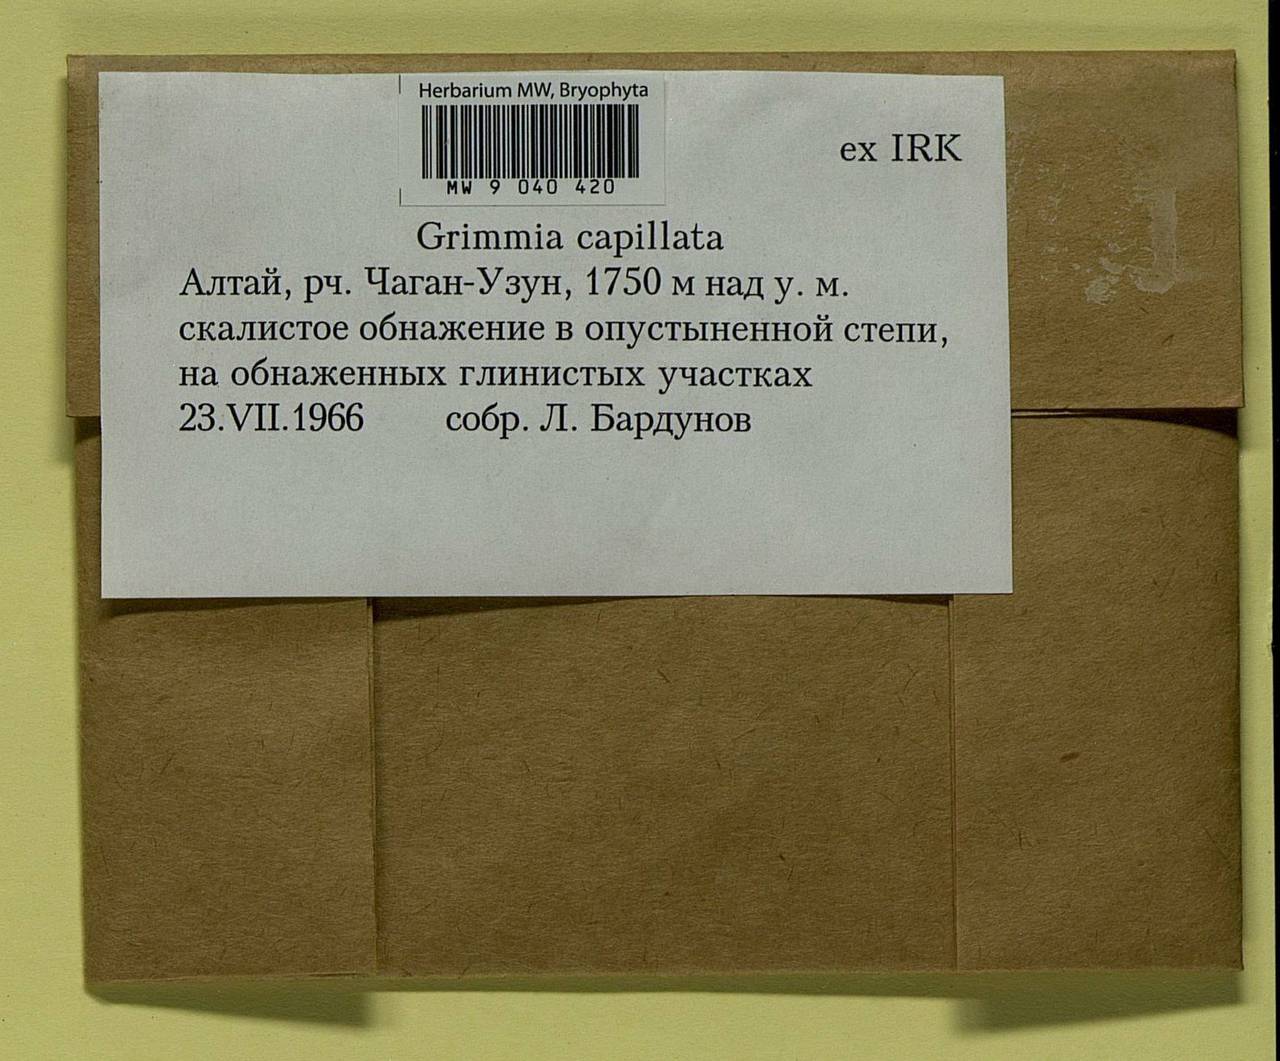 Herbarium MW, Bryophyta
MW 9 040 420
ex IRK
Grimmia capillata
Алтай, рч. Чаган-Узун, 1750 м над у. м.
скалистое обнажение в опустыненной степи,
на обнаженных глинистых участках
23.VII.1966 собр. Л. Бардунов